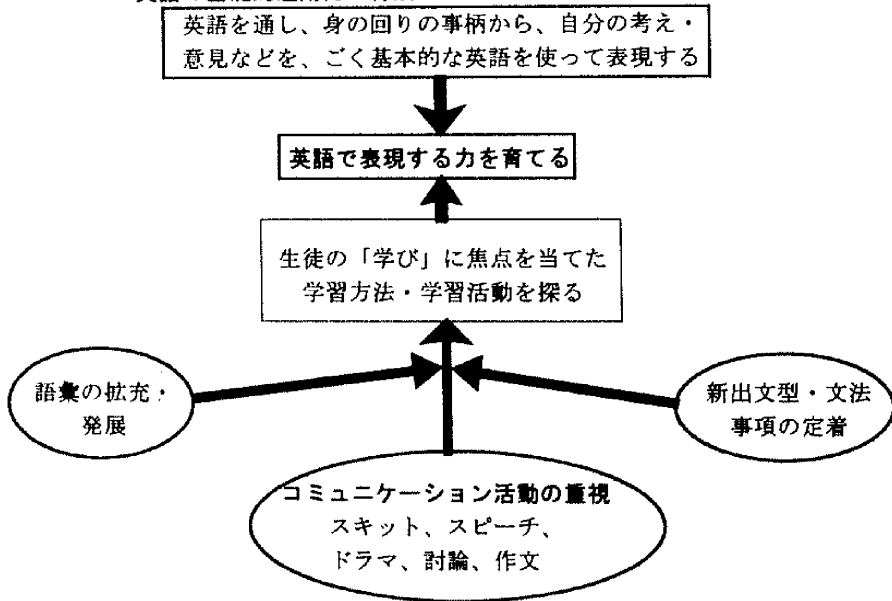 英語を通し、身の回りの事柄から、自分の考え・
意見などを、ごく基本的な英語を使って表現する
英語で表現する力を育てる
生徒の「学び」に焦点を当てた
学習方法・学習活動を探る
語彙の拡充・
発展
新出文型・文法
事項の定着
コミュニケーション活動の重視
スキット、スピーチ、
ドラマ、討論、作文